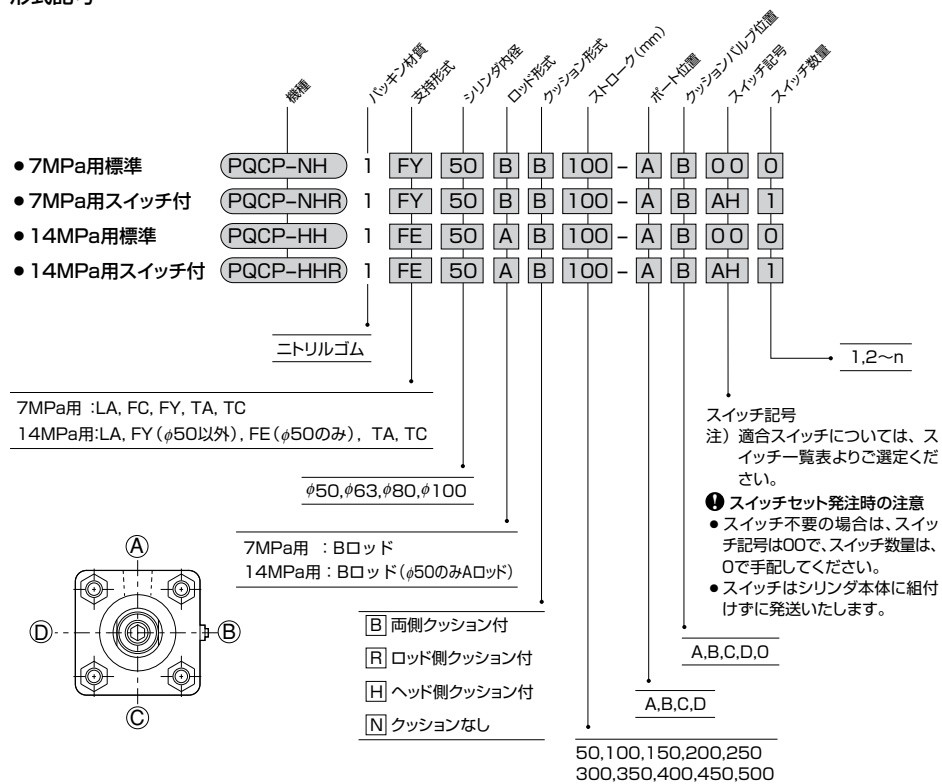 機種
パッキン材質
支持形式
シリンダ内径
ロッド形式
クッション形式
ストローク(mm)
ポート位置
クッションバルブ位置
スイッチ記号
スイッチ数量
●7MPa用標準 PQCP-NH 1 FY 50 B B 100 - A B 00 0
●7MPa用スイッチ付 PQCP-NHR 1 FY 50 B B 100 - A B AH 1
●14MPa用標準 PQCP-HH 1 FE 50 A B 100 - A B 00 0
●14MPa用スイッチ付 PQCP-HHR 1 FE 50 A B 100 - A B AH 1
ニトリルゴム
1,2~n
7MPa用 :LA, FC, FY, TA, TC
14MPa用:LA, FY(φ50以外), FE(φ50のみ), TA, TC
φ50,φ63,φ80,φ100
7MPa用 :Bロッド
14MPa用:Bロッド(φ50のみAロッド)
B 両側クッション付
R ロッド側クッション付
H ヘッド側クッション付
N クッションなし
50,100,150,200,250
300,350,400,450,500
A,B,C,D
A,B,C,D,0
スイッチ記号
注) 適合スイッチについては、ス
イッチ一覧表よりご選定くだ
さい。
スイッチセット発注時の注意
●スイッチ不要の場合は、スイッ
チ記号は00で、スイッチ数量は、
0で手配してください。
●スイッチはシリンダ本体に組付
けずに発送いたします。
Ⓐ
Ⓓ Ⓑ
Ⓒ